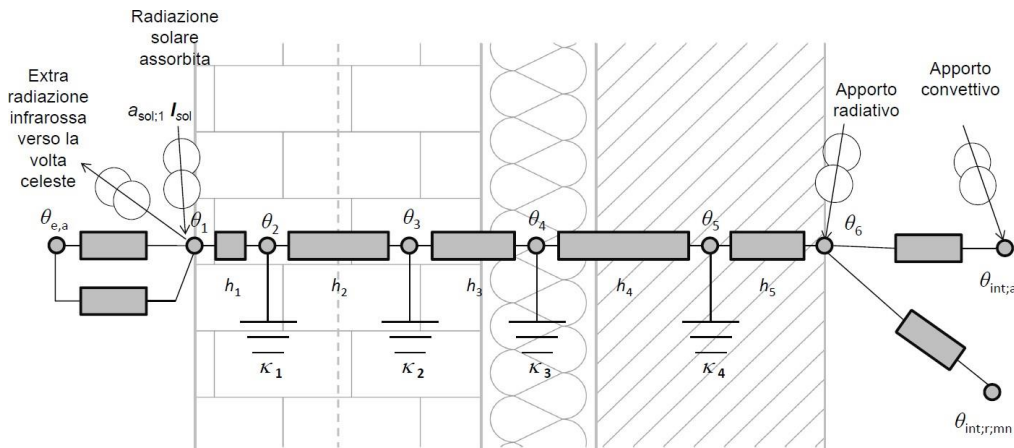 Radiazione
solare
assorbita
Extra
radiazione
infrarossa
verso la
volta
celeste
a_sol;1 I_sol
Apporto
radiativo
Apporto
convettivo
θ_e,a
θ_1
θ_2
θ_3
θ_4
θ_5
θ_6
h_1
h_2
h_3
h_4
h_5
θ_int;a
κ_1
κ_2
κ_3
κ_4
θ_int;r;mn